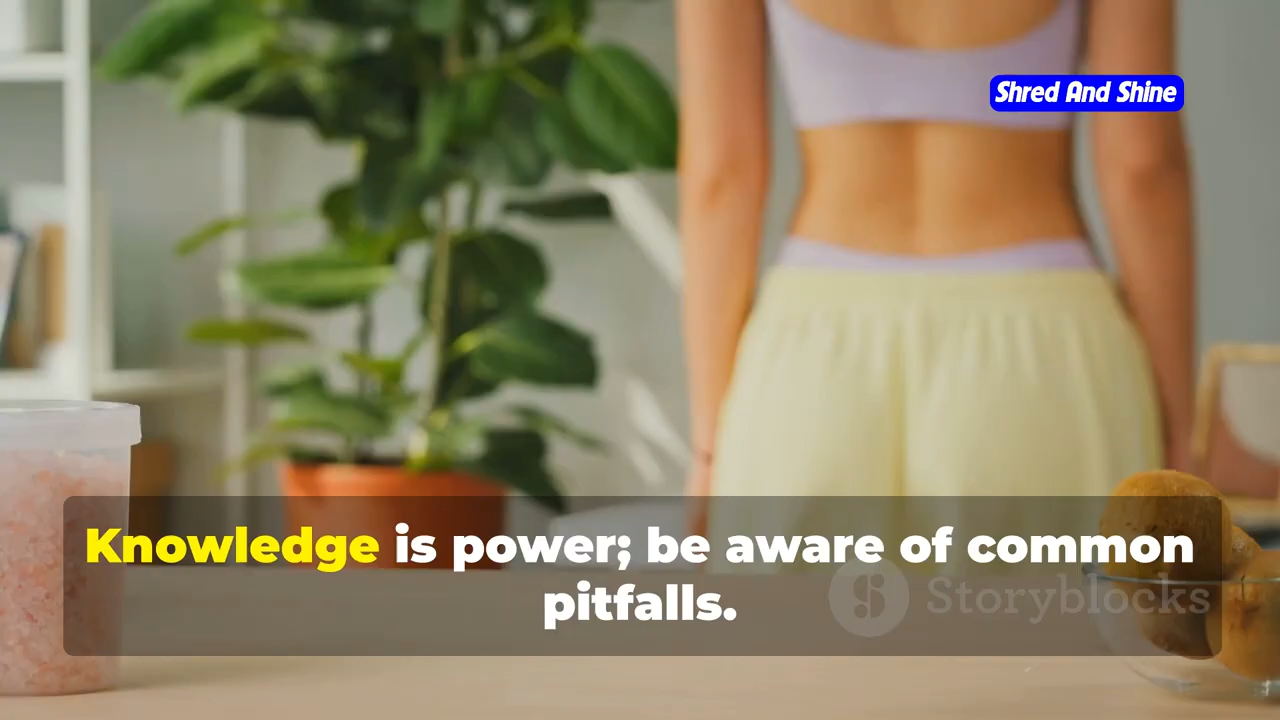 Shred And Shine
Knowledge is power; be aware of common
pitfalls.
Storyblocks